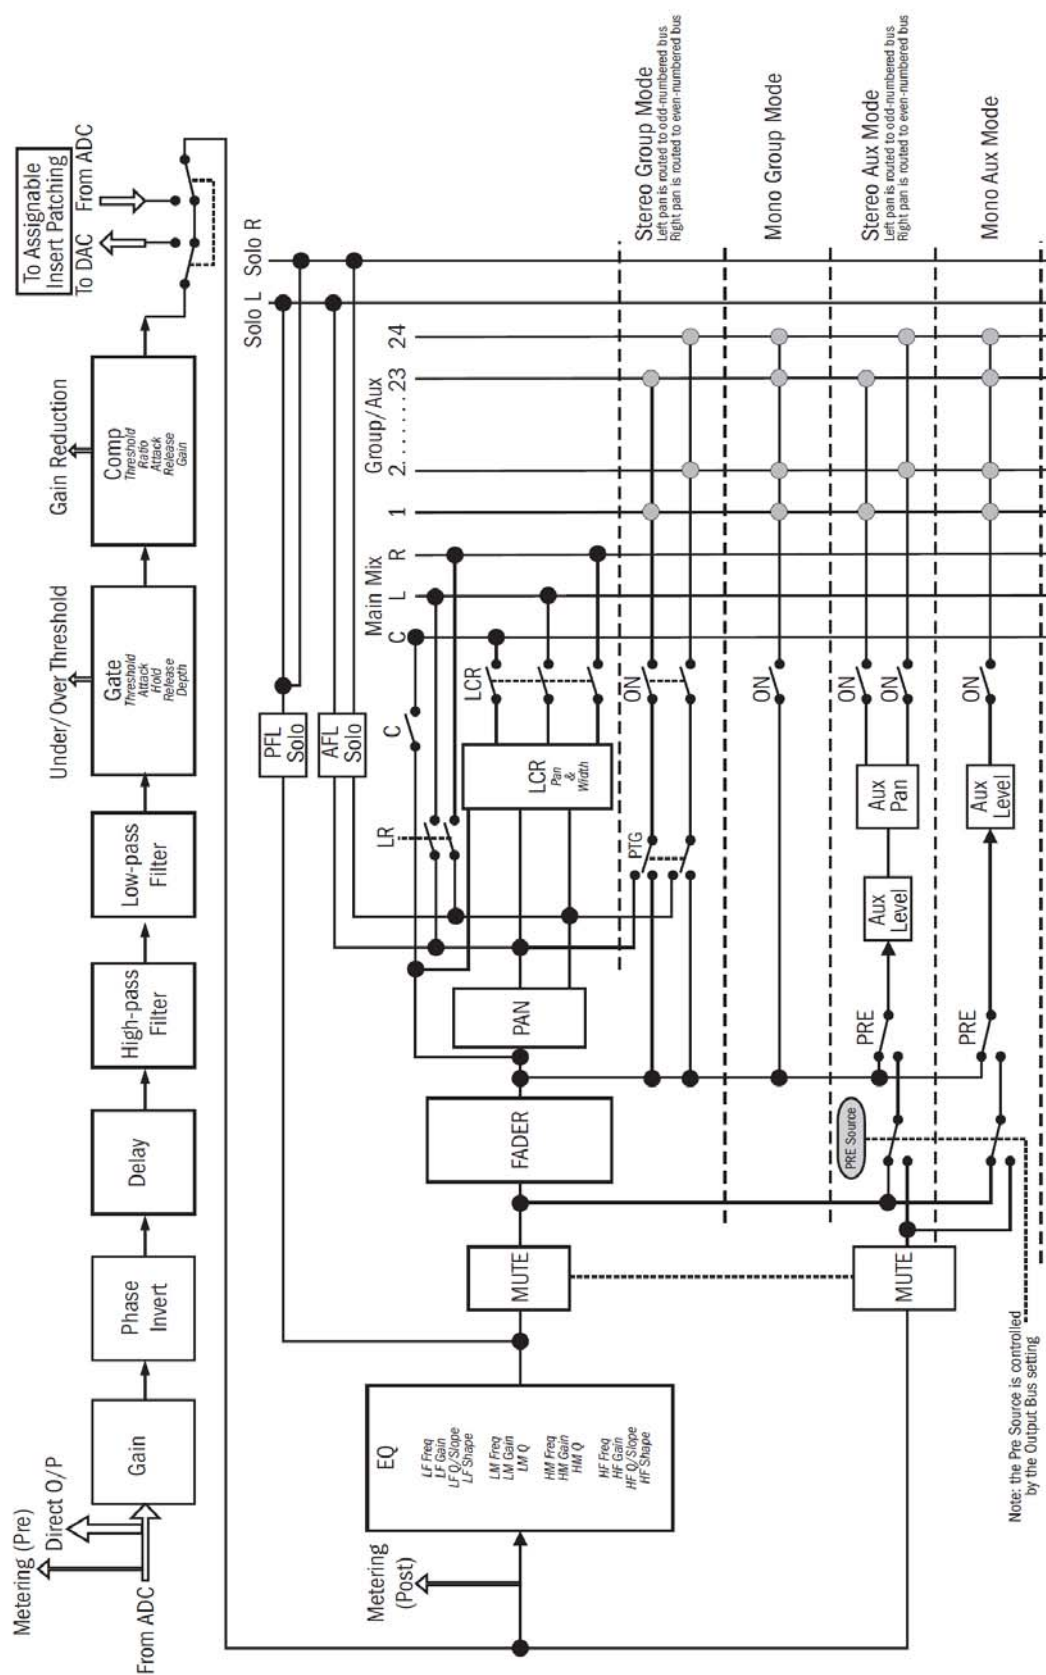 Metering (Pre)
Direct O/P
From ADC
Gain
Phase
Invert
Delay
High-pass
Filter
Low-pass
Filter
Under/Over Threshold
Gate
Threshold
Attack
Hold
Release
Depth
Gain Reduction
Comp
Threshold
Ratio
Attack
Release
Gain
To Assignable
Insert Patching
To DAC
From ADC
Metering
(Post)
EQ
LF Freq
LF Gain
LF Q/Slope
LF Shape
LM Freq
LM Gain
LM Q
HM Freq
HM Gain
HM Q
HF Freq
HF Gain
HF Q/Slope
HF Shape
MUTE
FADER
PAN
PFL
Solo
AFL
Solo
LR
C
LCR
Pan
&
Width
LCR
Main Mix
C
L
R
Group/Aux
1
2.......23
24
Solo L
Solo R
PTG
ON
Stereo Group Mode
Left pan is routed to odd-numbered bus
Right pan is routed to even-numbered bus
ON
Mono Group Mode
MUTE
PRE Source
PRE
Aux
Level
Aux
Pan
ON
ON
Stereo Aux Mode
Left pan is routed to odd-numbered bus
Right pan is routed to even-numbered bus
PRE
Aux
Level
ON
Mono Aux Mode
Note: the Pre Source is controlled
by the Output Bus setting